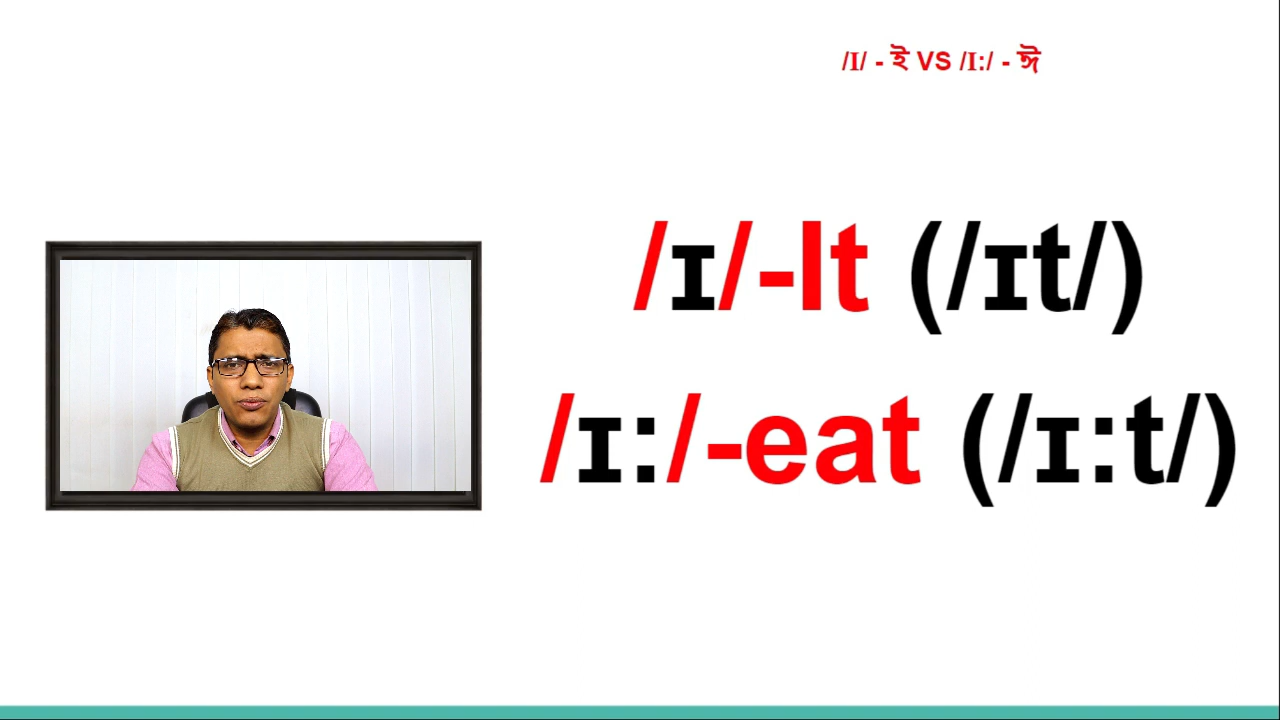 /I/ - ই VS /I:/ - ঈ
/ɪ/-It (/ɪt/)
/ɪ:/-eat (/ɪ:t/)